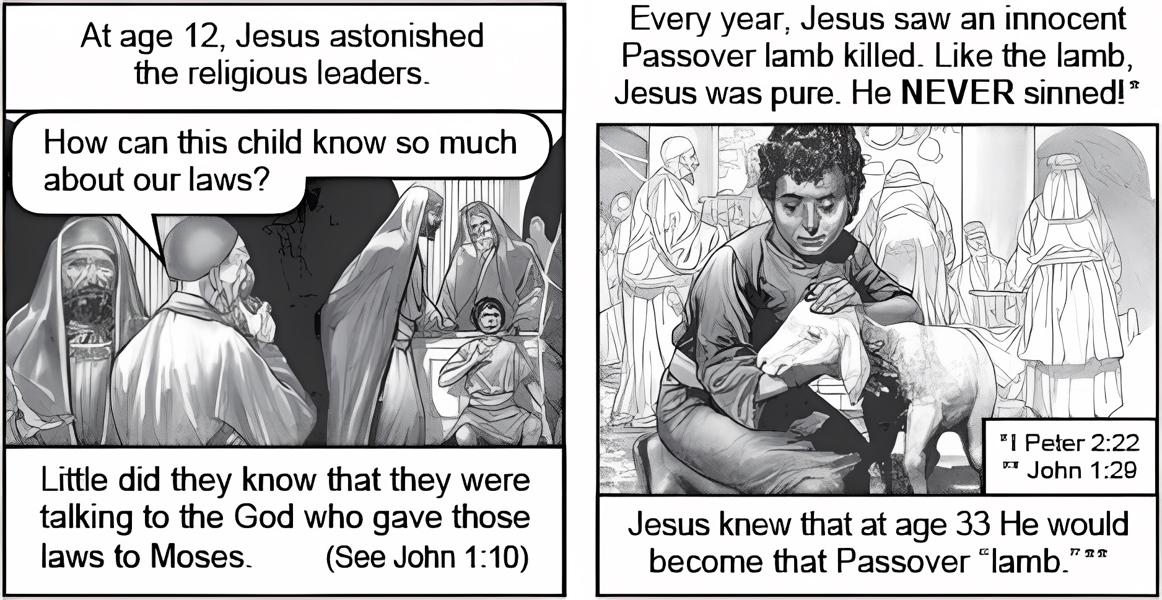 At age 12, Jesus astonished
the religious leaders.
How can this child know so much
about our laws?
Little did they know that they were
talking to the God who gave those
laws to Moses. (See John 1:10)
Every year, Jesus saw an innocent
Passover lamb killed. Like the lamb,
Jesus was pure. He NEVER sinned!*
*1 Peter 2:22
** John 1:29
Jesus knew that at age 33 He would
become that Passover “lamb.”**